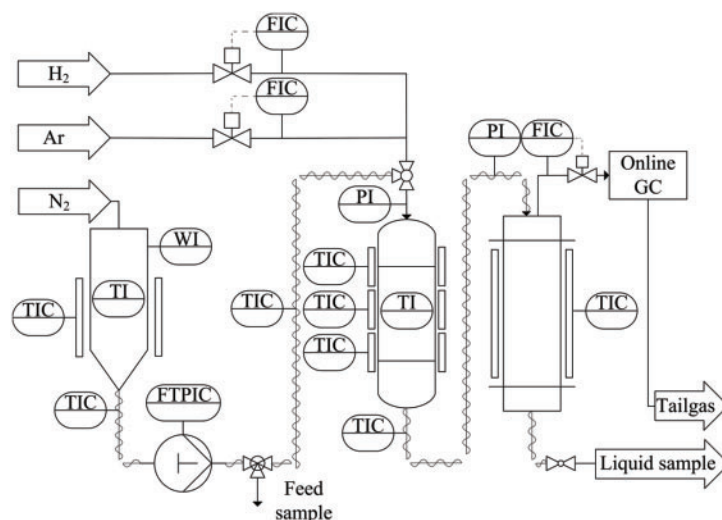 FIC
H₂
FIC
Ar
PI
FIC
Online
GC
N₂
PI
WI
TIC
TI
TIC
TIC
TIC
TI
TIC
TIC
TIC
TIC
FTPIC
TIC
Tailgas
Feed
sample
Liquid sample